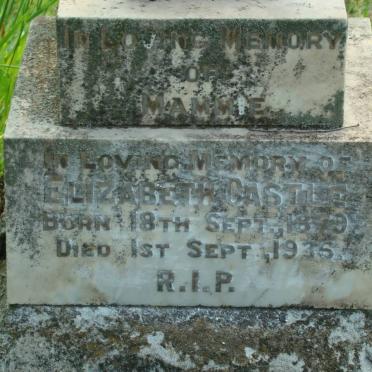 In Loving Memory
of
Mammie
In Loving Memory of
Elizabeth Castle
Born 18th Sept., 1879,
Died 1st Sept., 1936.
R.I.P.